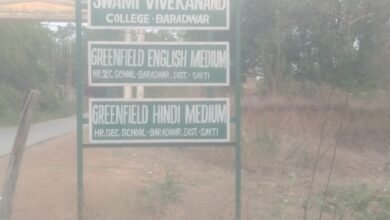 SWAMI VIVEKANAND
COLLEGE-BARADWAR
GREENFIELD ENGLISH MEDIUM
HR.SEC.SCHOOL-BARADWAR.DIST-SAKTI
GREENFIELD HINDI MEDIUM
HR.SEC.SCHOOL-BARADWAR.DIST-SAKTI